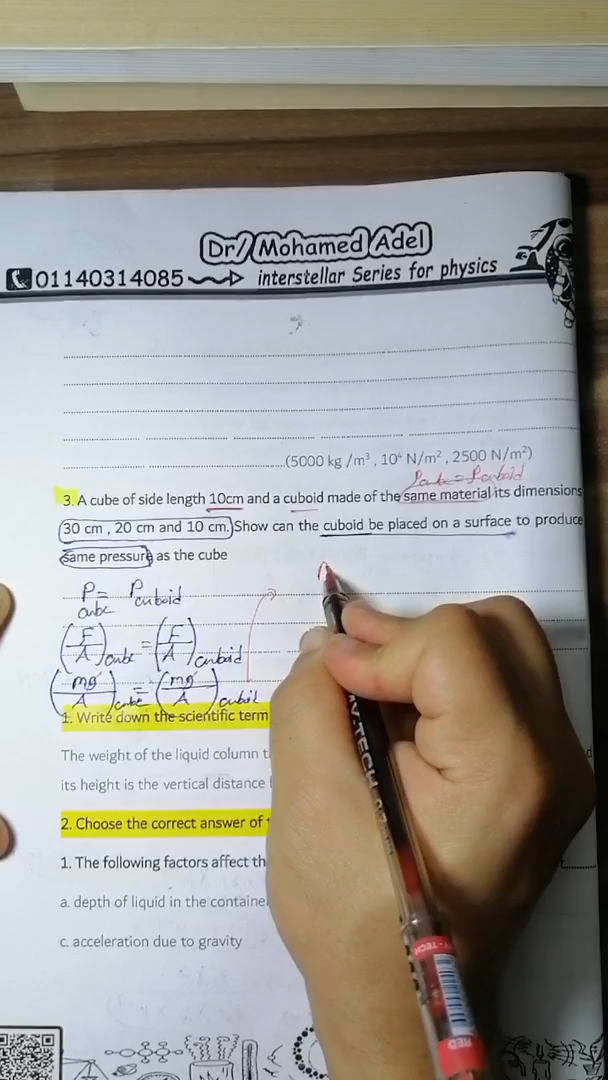 Dr/ Mohamed Adel
01140314085
interstellar Series for physics
(5000 kg /m³ , 10⁴ N/m² , 2500 N/m²)
ρcube = ρcuboid
3. A cube of side length 10cm and a cuboid made of the same material its dimensions
30 cm , 20 cm and 10 cm. Show can the cuboid be placed on a surface to produce
same pressure as the cube
P cube = P cuboid
(F/A)cube = (F/A)cuboid
(mg/A)cube = (mg/A)cuboid
1. Write down the scientific term
The weight of the liquid column
its height is the vertical distance
2. Choose the correct answer of
1. The following factors affect
a. depth of liquid in the
c. acceleration due to gravity
RED